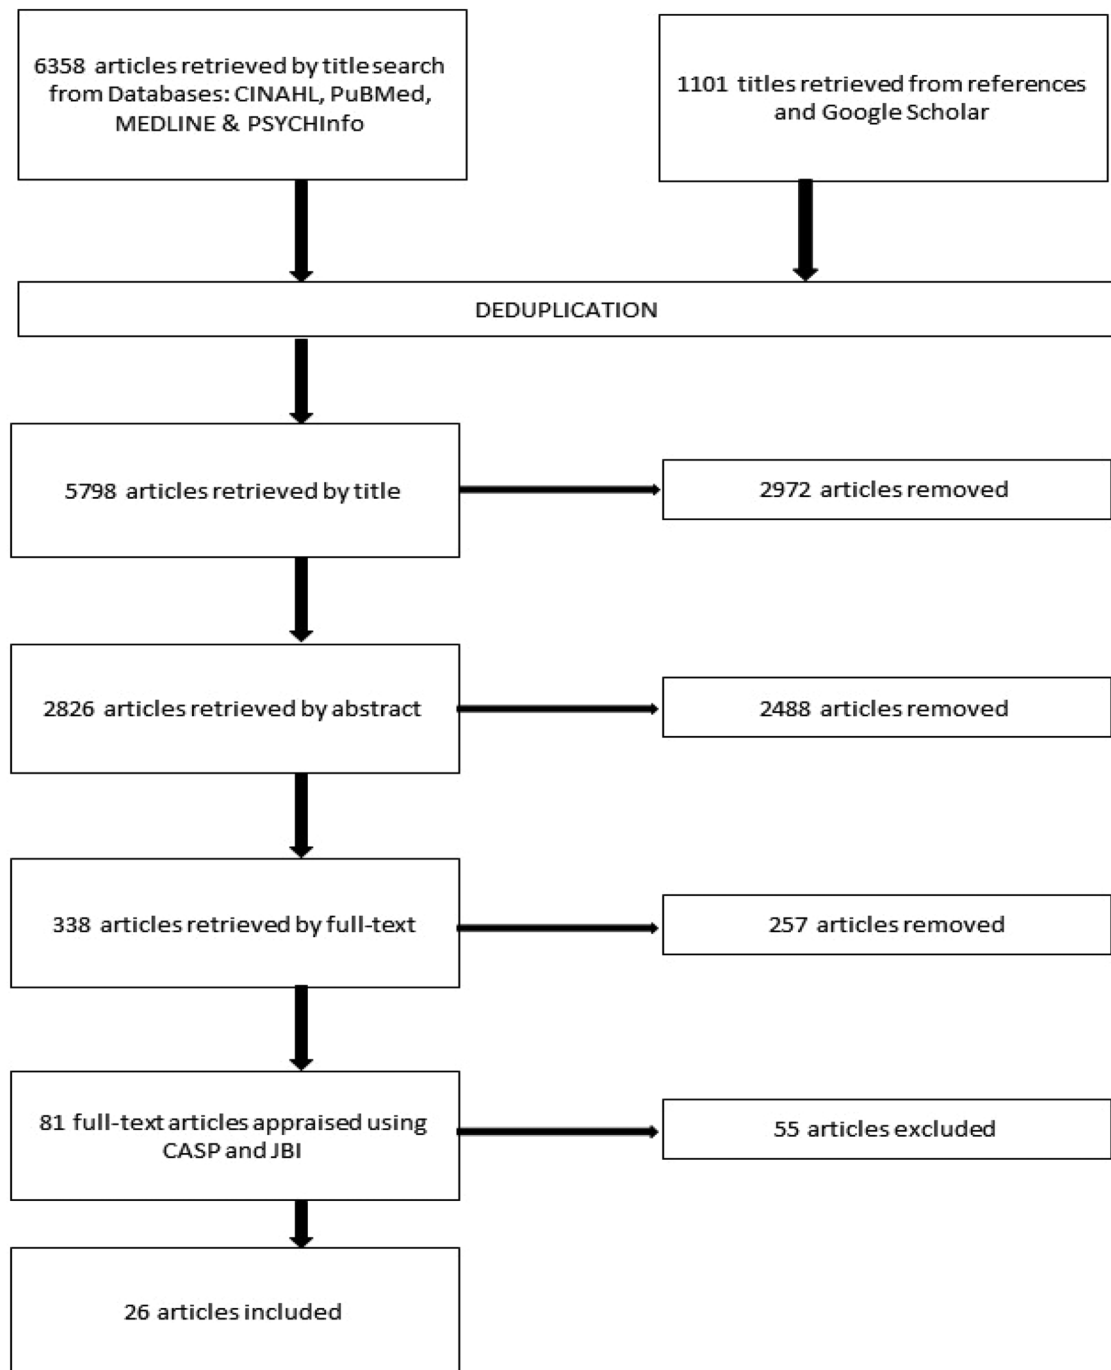 6358 articles retrieved by title search
from Databases: CINAHL, PuBMed,
MEDLINE & PSYCHInfo
1101 titles retrieved from references
and Google Scholar
DEDUPLICATION
5798 articles retrieved by title
2972 articles removed
2826 articles retrieved by abstract
2488 articles removed
338 articles retrieved by full-text
257 articles removed
81 full-text articles appraised using
CASP and JBI
55 articles excluded
26 articles included